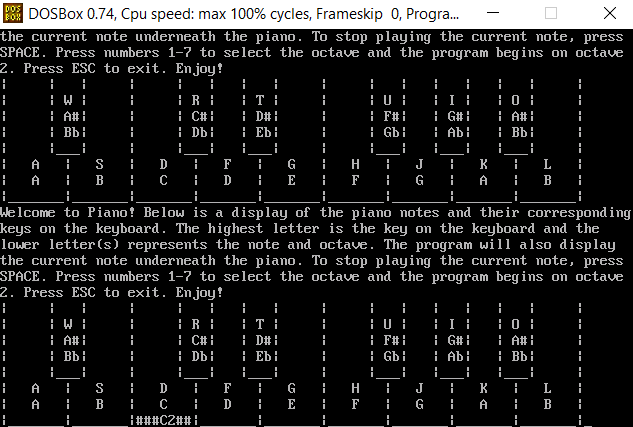 DOSBox 0.74, Cpu speed: max 100% cycles, Frameskip 0, Progra...
the current note underneath the piano. To stop playing the current note, press
SPACE. Press numbers 1-7 to select the octave and the program begins on octave
2. Press ESC to exit. Enjoy!
W R T U I O
A# C# D# F# G# A#
Bb Db Eb Gb Ab Bb
A S D F G H J K L
A B C D E F G A B
Welcome to Piano! Below is a display of the piano notes and their corresponding
keys on the keyboard. The highest letter is the key on the keyboard and the
lower letter(s) represents the note and octave. The program will also display
the current note underneath the piano. To stop playing the current note, press
SPACE. Press numbers 1-7 to select the octave and the program begins on octave
2. Press ESC to exit. Enjoy!
W R T U I O
A# C# D# F# G# A#
Bb Db Eb Gb Ab Bb
A S D F G H J K L
A B C D E F G A B
###C2##